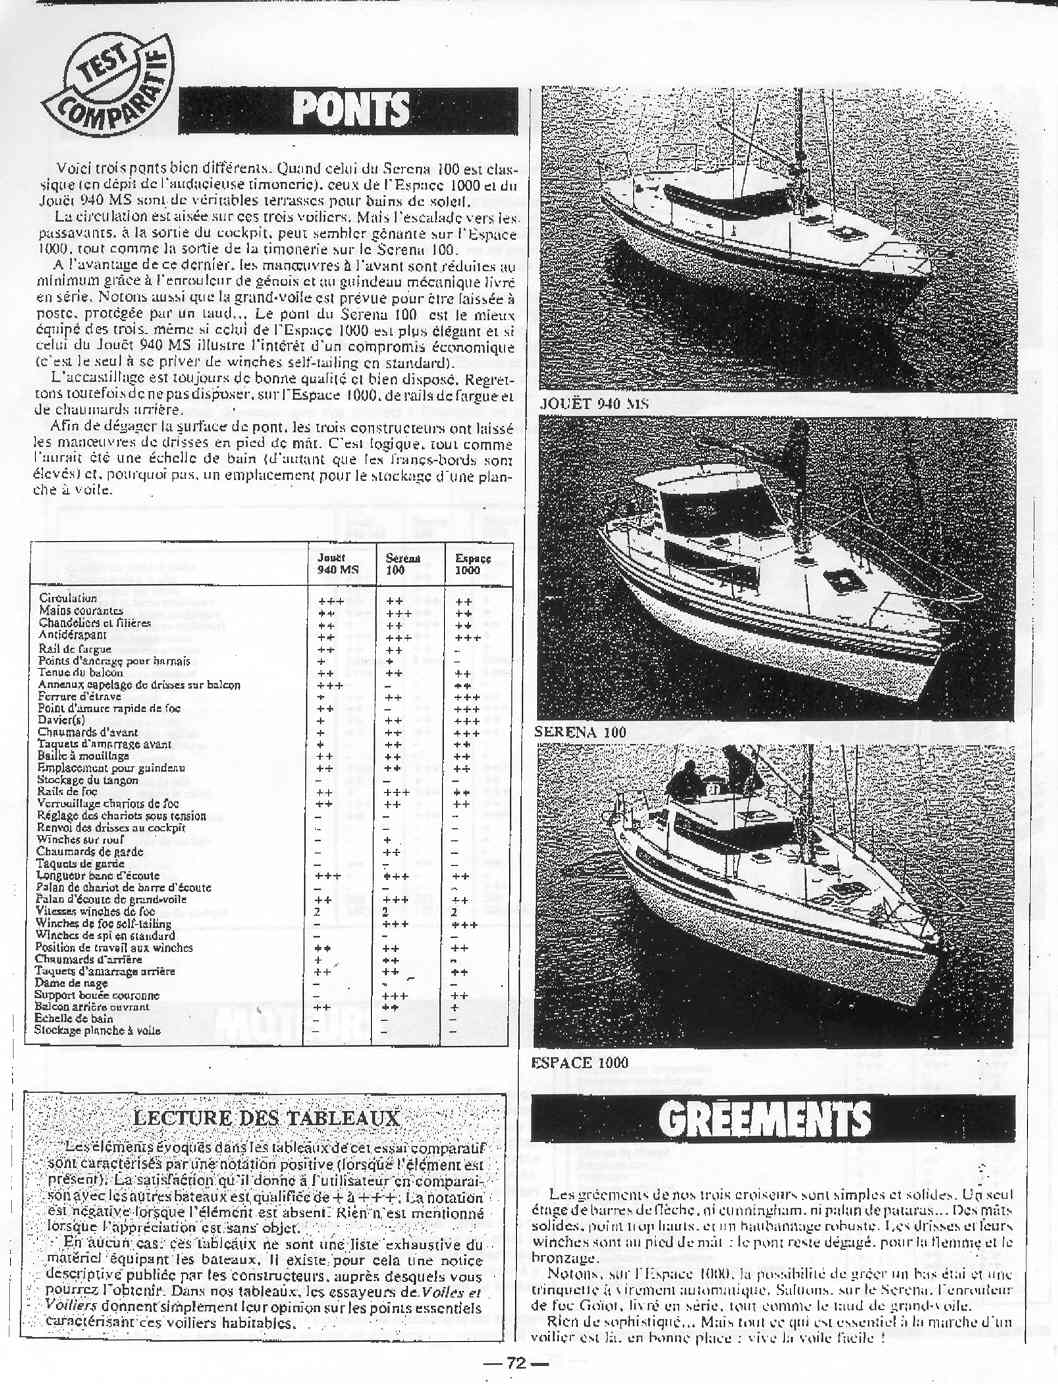 TEST
COMPARATIF
PONTS
Voici trois ponts bien différents. Quand celui du Serena 100 est clas-
sique (en dépit de l'audacieuse timonerie), ceux de l'Espace 1000 et du
Jouët 940 MS sont de véritables terrasses pour bains de soleil.
La circulation est aisée sur ces trois voiliers. Mais l'escalade vers les
passavants, à la sortie du cockpit, peut sembler gênante sur l'Espace
1000, tout comme la sortie de la timonerie sur le Serena 100.
A l'avantage de ce dernier, les manœuvres à l'avant sont réduites au
minimum grâce à l'enrouleur de génois et au guindeau mécanique livré
en série. Notons aussi que la grand-voile est prévue pour être laissée à
poste, protégée par un taud... Le pont du Serena 100 est le mieux
équipé des trois, même si celui de l'Espace 1000 est plus élégant et si
celui du Jouët 940 MS illustre l'intérêt d'un compromis économique
(c'est le seul à se priver de winches self-tailing en standard).
L'accastillage est toujours de bonne qualité et bien disposé. Regret-
tons toutefois de ne pas disposer, sur l'Espace 1000, de rails de fargue et
de chaumards arrière.
Afin de dégager la surface de pont, les trois constructeurs ont laissé
les manœuvres de drisses en pied de mât. C'est logique, tout comme
l'aurait été une échelle de bain (d'autant que les francs-bords sont
élevés) et, pourquoi pas, un emplacement pour le stockage d'une plan-
che à voile.
Jouët 940 MS Serena 100 Espace 1000
Circulation +++ ++ ++
Mains courantes ++ +++ ++
Chandeliers et filières ++ ++ ++
Antidérapant ++ +++ +++
Rail de fargue ++ ++ -
Points d'ancrage pour harnais + + -
Tenue du balcon ++ ++ ++
Anneaux capelage de drisses sur balcon +++ - ++
Ferrure d'étrave + ++ +++
Point d'amure rapide de foc ++ - +++
Davier(s) + ++ +++
Chaumards d'avant + ++ +++
Taquets d'amarrage avant + ++ ++
Baille à mouillage ++ ++ ++
Emplacement pour guindeau ++ ++ ++
Stockage du tangon - - -
Rails de foc ++ +++ ++
Verrouillage chariots de foc ++ ++ ++
Réglage des chariots sous tension - - -
Renvoi des drisses au cockpit - - -
Winches sur rouf - + -
Chaumards de garde - ++ -
Taquets de garde - - -
Longueur banc d'écoute +++ +++ ++
Palan de chariot de barre d'écoute - - -
Palan d'écoute de grand-voile ++ +++ ++
Vitesses winches de foc 2 2 2
Winches de foc self-tailing - +++ +++
Winches de spi en standard - - -
Position de travail aux winches ++ ++ ++
Chaumards d'arrière + ++ -
Taquets d'amarrage arrière ++ ++ ++
Dame de nage - - -
Support bouée couronne - +++ ++
Balcon arrière ouvrant ++ ++ +
Echelle de bain - - -
Stockage planche à voile - - -
LECTURE DES TABLEAUX
Les éléments évoqués dans les tableaux de cet essai comparatif
sont caractérisés par une notation positive (lorsque l'élément est
présent). La satisfaction qu'il donne à l'utilisateur en comparai-
son avec les autres bateaux est qualifiée de + à +++. La notation
est négative lorsque l'élément est absent. Rien n'est mentionné
lorsque l'appréciation est sans objet.
En aucun cas, ces tableaux ne sont une liste exhaustive du
matériel équipant les bateaux. Il existe pour cela une notice
descriptive publiée par les constructeurs, auprès desquels vous
pourrez l'obtenir. Dans nos tableaux, les essayeurs de Voiles et
Voiliers donnent simplement leur opinion sur les points essentiels
caractérisant ces voiliers habitables.
JOUËT 940 MS
SERENA 100
ESPACE 1000
GRÉEMENTS
Les gréements de nos trois croiseurs sont simples et solides. Un seul
étage de barres de flèche, ni cunningham, ni palan de pataras... Des mâts
solides, point trop hauts, et un haubannage robuste. Les drisses et leurs
winches sont au pied de mât : le pont reste dégagé, pour la flemme et le
bronzage.
Notons, sur l'Espace 1000, la possibilité de gréer un bas étai et une
trinquette à virement automatique. Saluons, sur le Serena, l'enrouleur
de foc Goïot, livré en série, tout comme le taud de grand-voile.
Rien de sophistiqué... Mais tout ce qui est essentiel à la marche d'un
voilier est là, en bonne place : vive la voile facile !
— 72 —